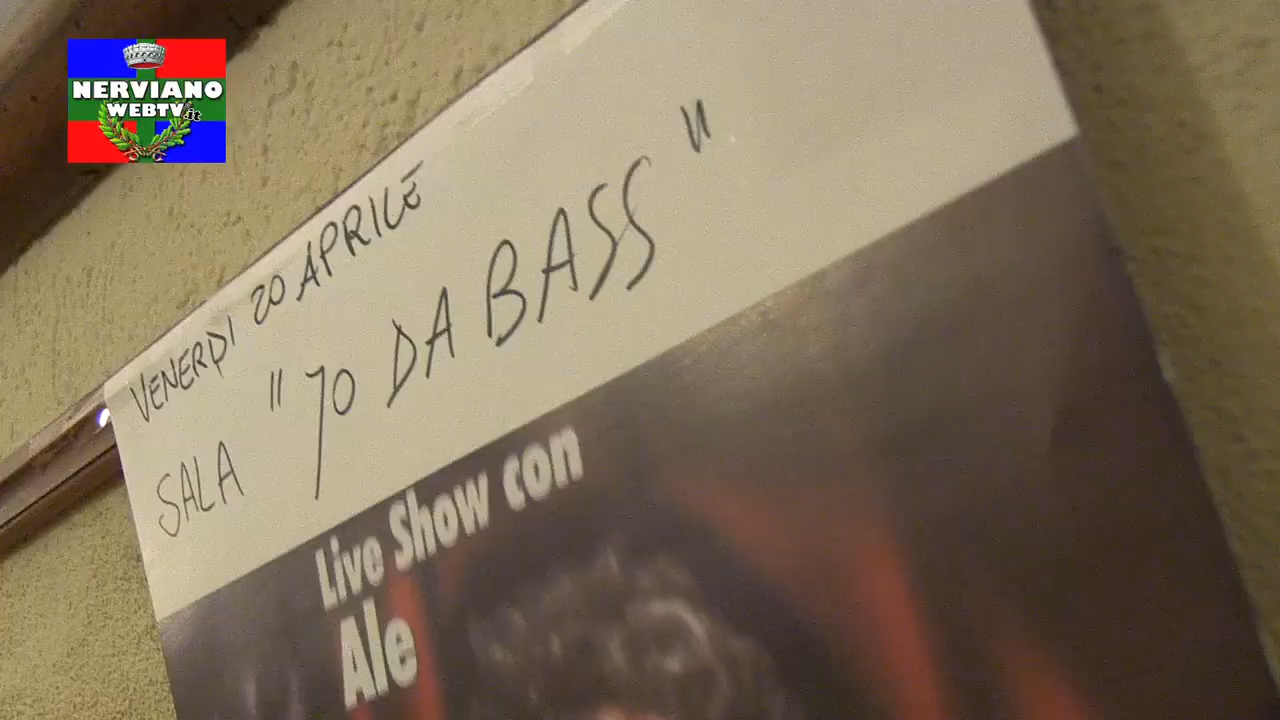 NERVIANO
WEBTV.it
VENERDI 20 APRILE
SALA "70 DA BASS"
Live Show con
Ale